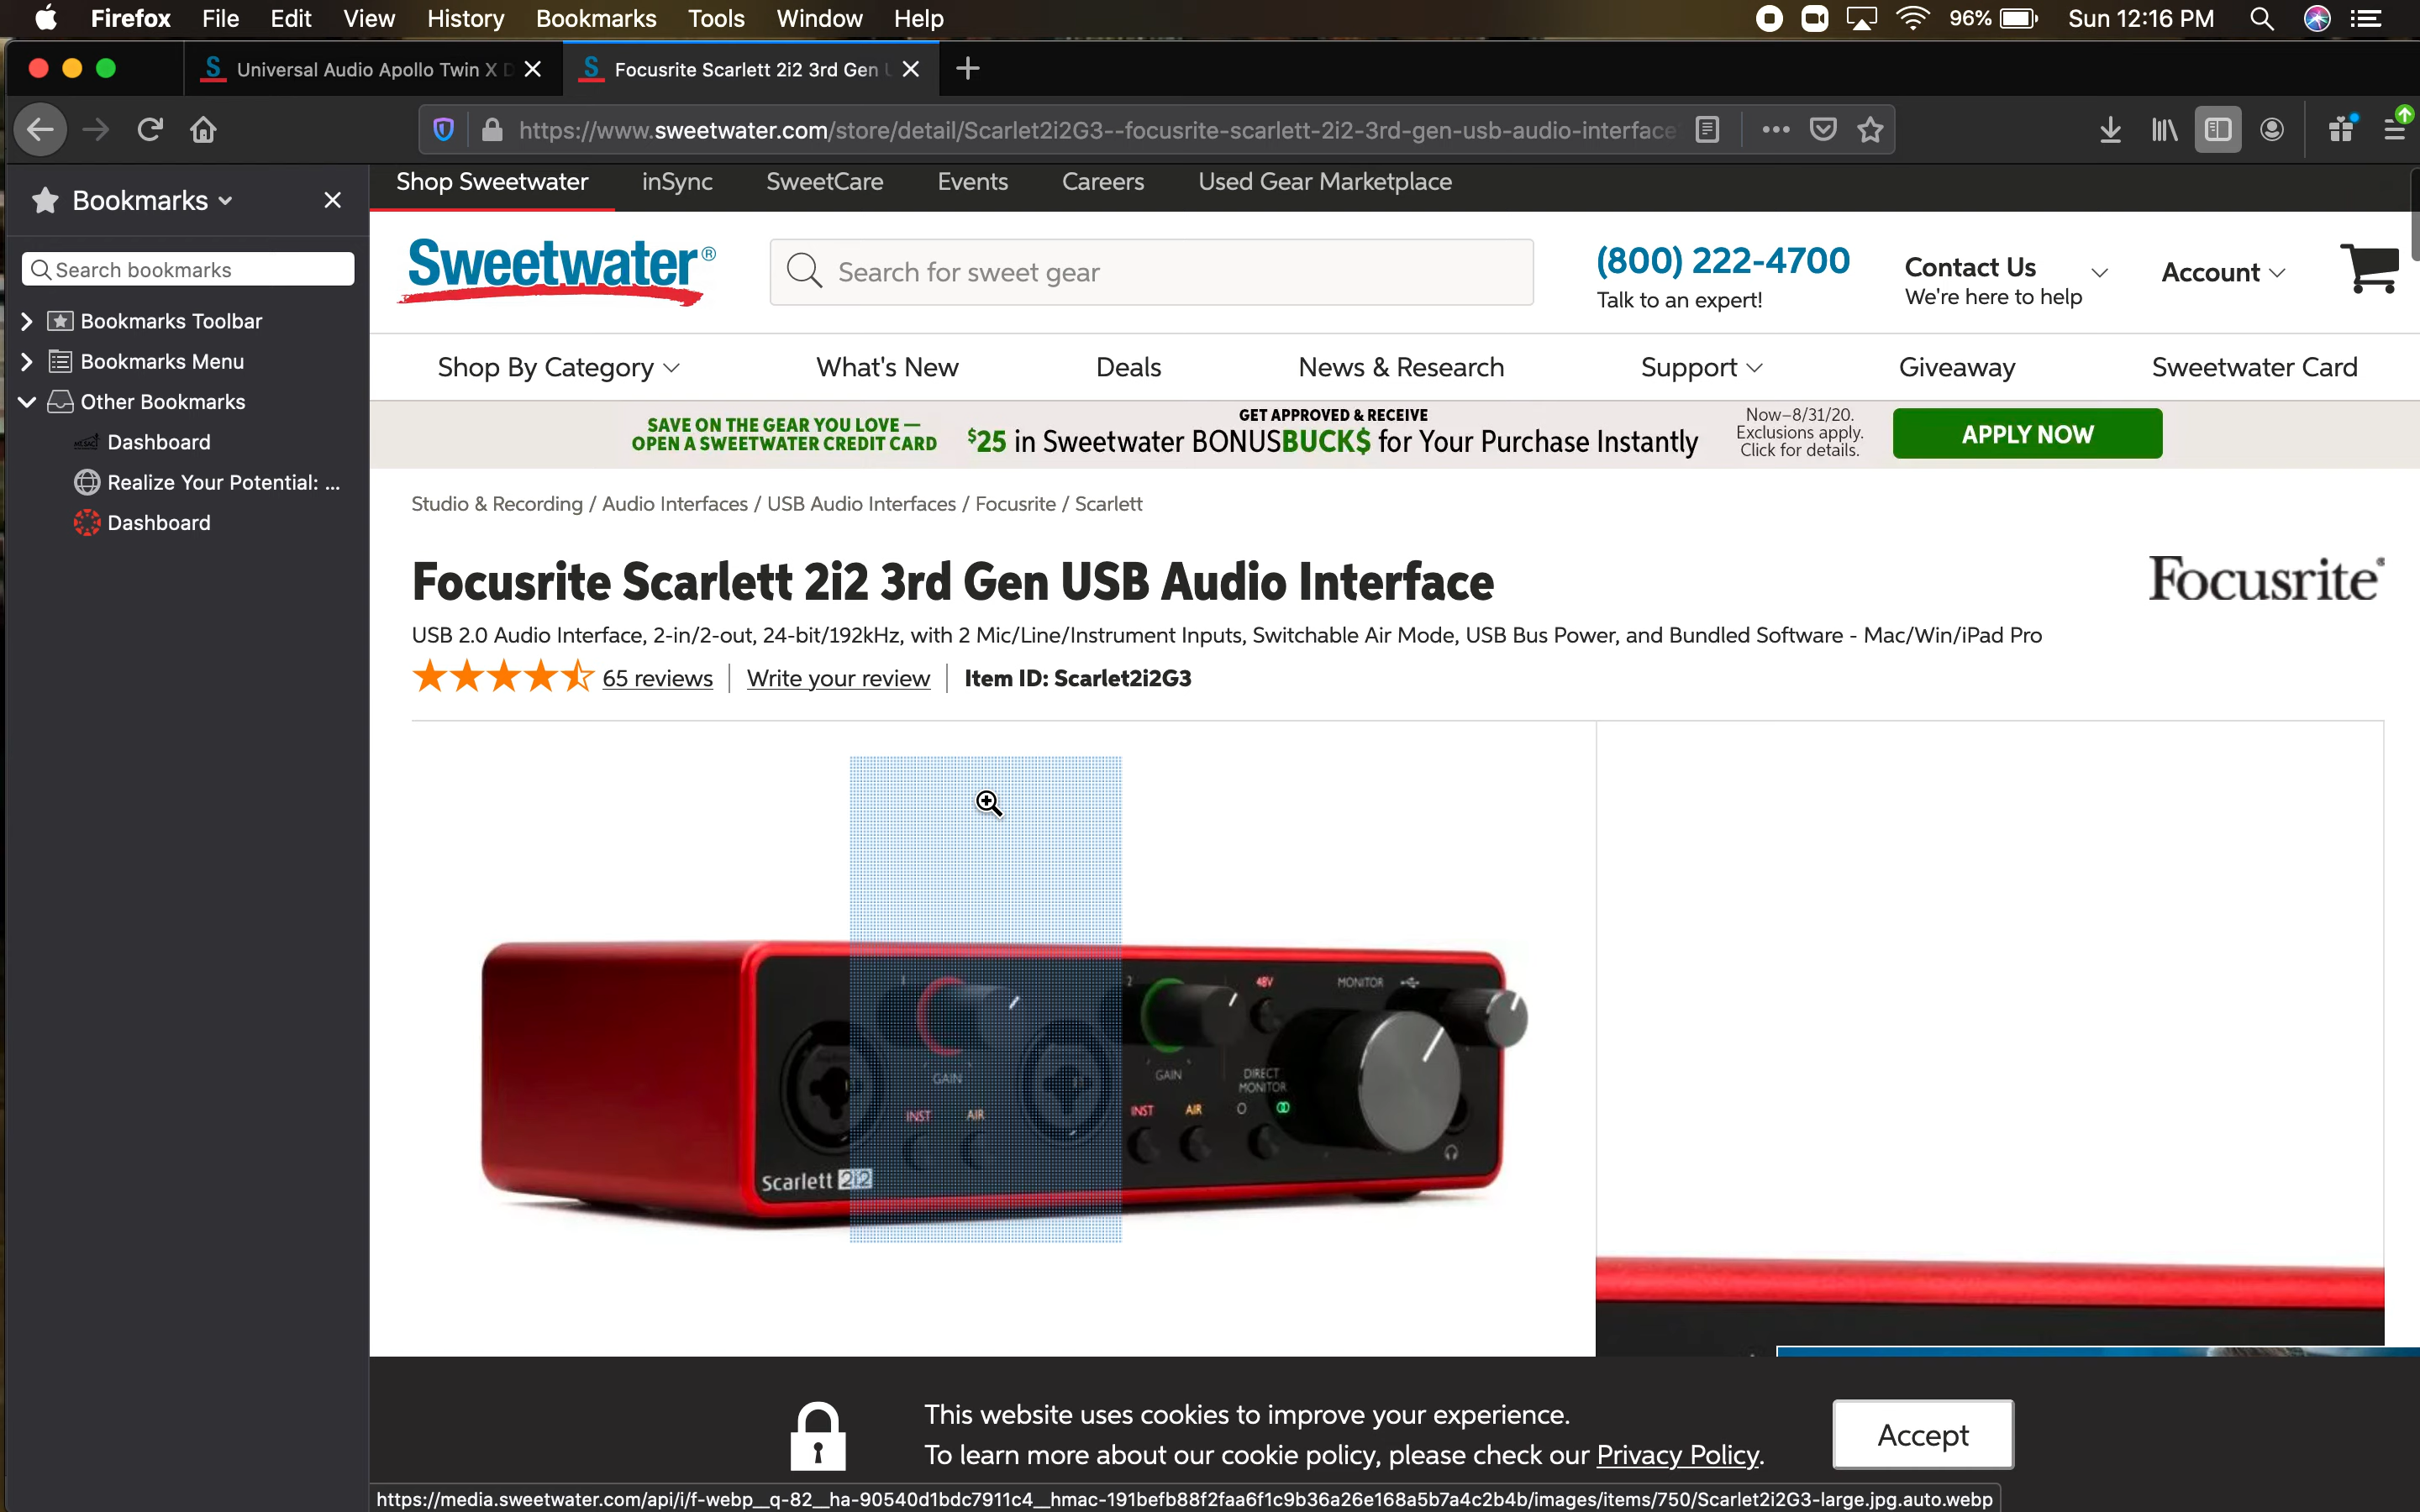 Firefox File Edit View History Bookmarks Tools Window Help 96% Sun 12:16 PM
Universal Audio Apollo Twin X D
Focusrite Scarlett 2i2 3rd Gen U
https://www.sweetwater.com/store/detail/Scarlet2i2G3--focusrite-scarlett-2i2-3rd-gen-usb-audio-interface
Bookmarks
Search bookmarks
Bookmarks Toolbar
Bookmarks Menu
Other Bookmarks
Dashboard
Realize Your Potential: ...
Dashboard
Shop Sweetwater inSync SweetCare Events Careers Used Gear Marketplace
Sweetwater®
Search for sweet gear
(800) 222-4700
Talk to an expert!
Contact Us
We're here to help
Account
Shop By Category What's New Deals News & Research Support Giveaway Sweetwater Card
SAVE ON THE GEAR YOU LOVE —
OPEN A SWEETWATER CREDIT CARD
GET APPROVED & RECEIVE
$25 in Sweetwater BONUSBUCK$ for Your Purchase Instantly
Now–8/31/20.
Exclusions apply.
Click for details.
APPLY NOW
Studio & Recording / Audio Interfaces / USB Audio Interfaces / Focusrite / Scarlett
Focusrite Scarlett 2i2 3rd Gen USB Audio Interface
Focusrite®
USB 2.0 Audio Interface, 2-in/2-out, 24-bit/192kHz, with 2 Mic/Line/Instrument Inputs, Switchable Air Mode, USB Bus Power, and Bundled Software - Mac/Win/iPad Pro
65 reviews Write your review Item ID: Scarlet2i2G3
1 2 48V MONITOR
GAIN GAIN DIRECT
MONITOR
INST AIR INST AIR
Scarlett 2i2
This website uses cookies to improve your experience.
To learn more about our cookie policy, please check our Privacy Policy.
Accept
https://media.sweetwater.com/api/i/f-webp__q-82__ha-90540d1bdc7911c4__hmac-191befb88f2faa6f1c9b36a26e168a5b7a4c2b4b/images/items/750/Scarlet2i2G3-large.jpg.auto.webp